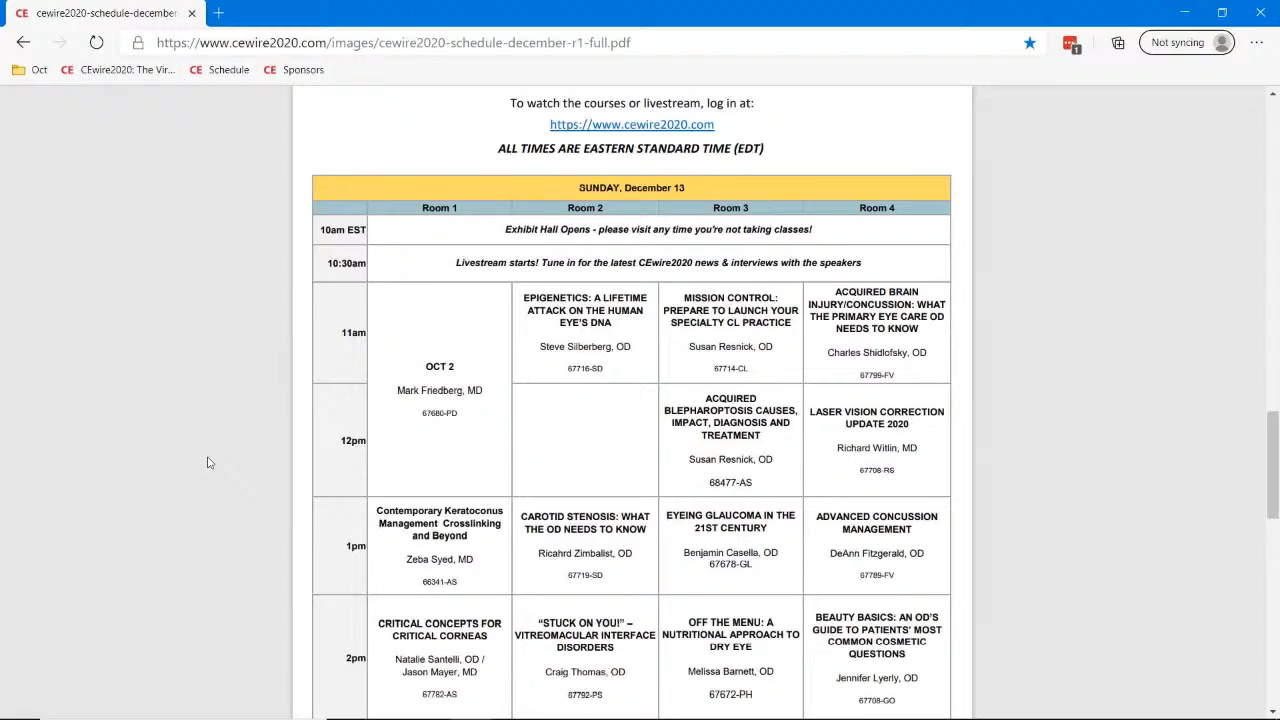 cewire2020-schedule-december
https://www.cewire2020.com/images/cewire2020-schedule-december-r1-full.pdf
1
Not syncing
Oct
CEwire2020: The Vir...
CE Schedule
CE Sponsors
To watch the courses or livestream, log in at:
https://www.cewire2020.com
ALL TIMES ARE EASTERN STANDARD TIME (EDT)
SUNDAY, December 13
Room 1
Room 2
Room 3
Room 4
10am EST
Exhibit Hall Opens - please visit any time you're not taking classes!
10:30am
Livestream starts! Tune in for the latest CEwire2020 news & interviews with the speakers
11am
OCT 2
Mark Friedberg, MD
67680-PD
EPIGENETICS: A LIFETIME
ATTACK ON THE HUMAN
EYE'S DNA
Steve Silberberg, OD
67716-SD
MISSION CONTROL:
PREPARE TO LAUNCH YOUR
SPECIALTY CL PRACTICE
Susan Resnick, OD
67714-CL
ACQUIRED BRAIN
INJURY/CONCUSSION: WHAT
THE PRIMARY EYE CARE OD
NEEDS TO KNOW
Charles Shidlofsky, OD
67799-FV
12pm
ACQUIRED
BLEPHAROPTOSIS CAUSES,
IMPACT, DIAGNOSIS AND
TREATMENT
Susan Resnick, OD
68477-AS
LASER VISION CORRECTION
UPDATE 2020
Richard Witlin, MD
67708-RS
1pm
Contemporary Keratoconus
Management Crosslinking
and Beyond
Zeba Syed, MD
66341-AS
CAROTID STENOSIS: WHAT
THE OD NEEDS TO KNOW
Ricahrd Zimbalist, OD
67719-SD
EYEING GLAUCOMA IN THE
21ST CENTURY
Benjamin Casella, OD
67678-GL
ADVANCED CONCUSSION
MANAGEMENT
DeAnn Fitzgerald, OD
67789-FV
2pm
CRITICAL CONCEPTS FOR
CRITICAL CORNEAS
Natalie Santelli, OD /
Jason Mayer, MD
67782-AS
“STUCK ON YOU!” –
VITREOMACULAR INTERFACE
DISORDERS
Craig Thomas, OD
67792-PS
OFF THE MENU: A
NUTRITIONAL APPROACH TO
DRY EYE
Melissa Barnett, OD
67672-PH
BEAUTY BASICS: AN OD'S
GUIDE TO PATIENTS' MOST
COMMON COSMETIC
QUESTIONS
Jennifer Lyerly, OD
67708-GO